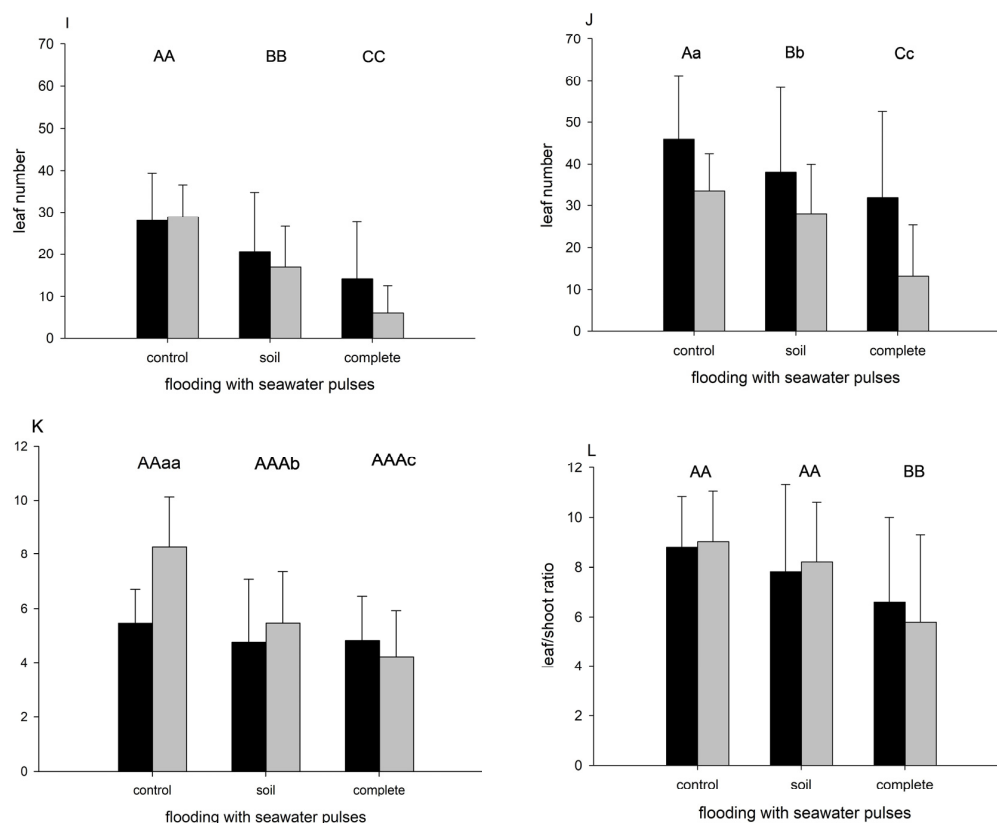 I
70
60
50
40
30
20
10
0
leaf number
AA BB CC
control soil complete
flooding with seawater pulses
J
70
60
50
40
30
20
10
0
leaf number
Aa Bb Cc
control soil complete
flooding with seawater pulses
K
12
10
8
6
4
2
0
AAaa AAAb AAAc
control soil complete
flooding with seawater pulses
L
12
10
8
6
4
2
0
leaf/shoot ratio
AA AA BB
control soil complete
flooding with seawater pulses